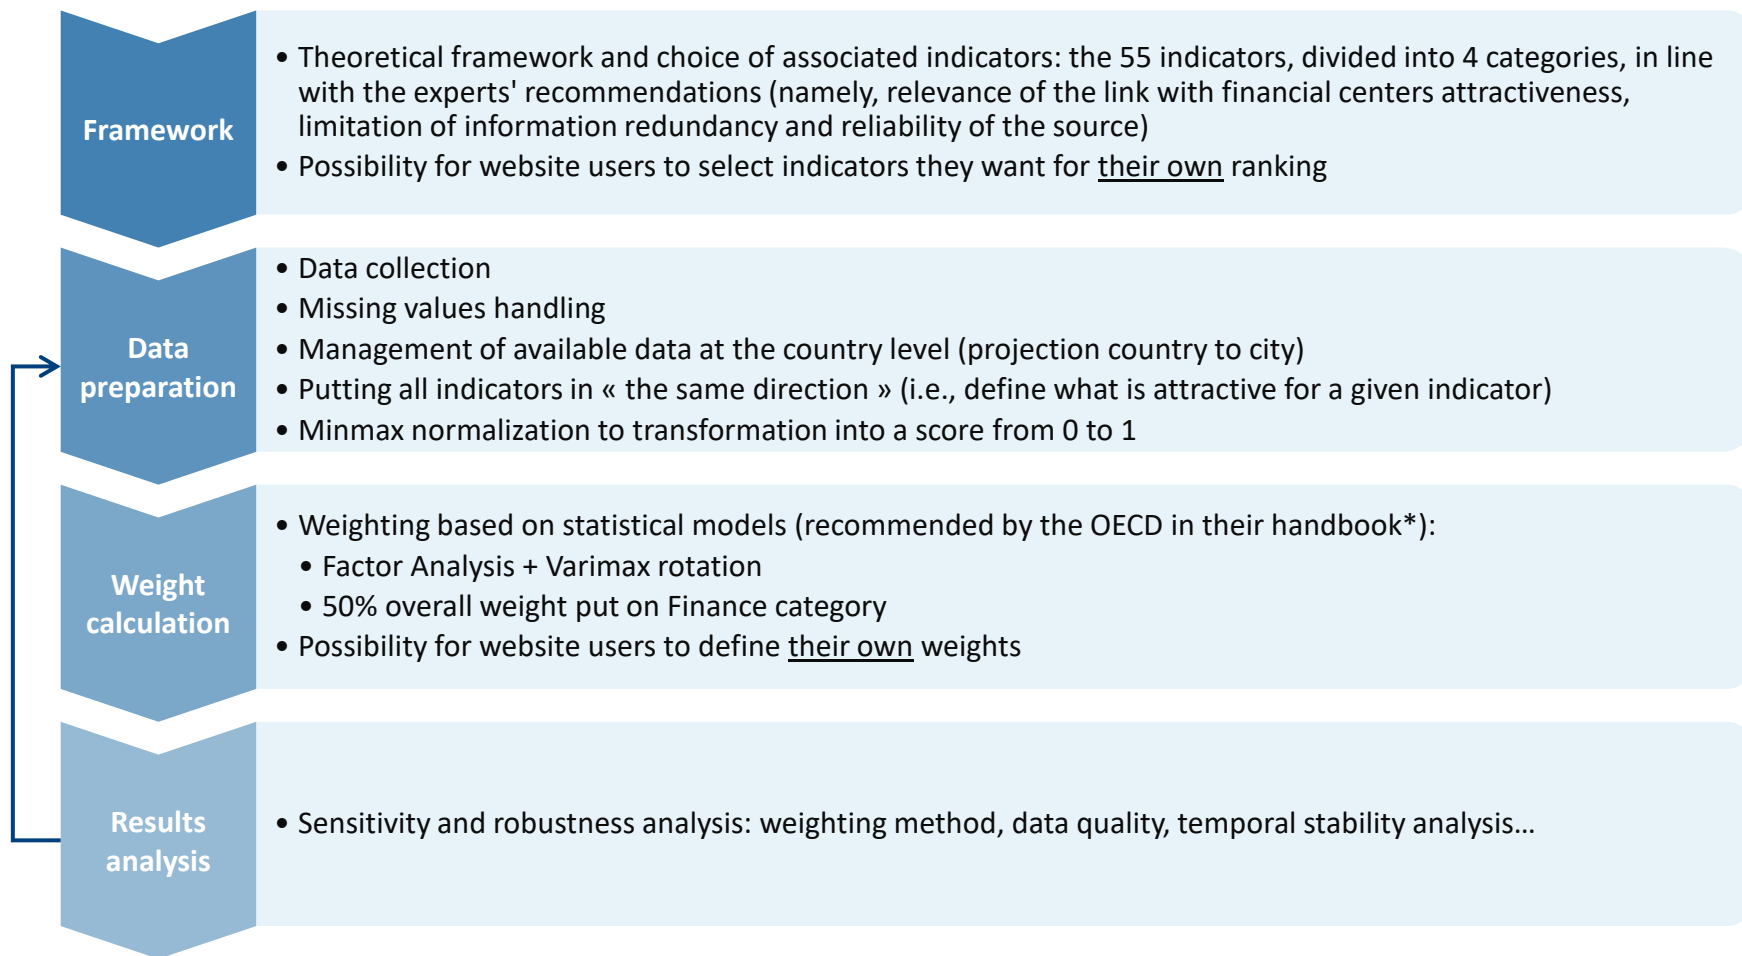 Framework
• Theoretical framework and choice of associated indicators: the 55 indicators, divided into 4 categories, in line
with the experts' recommendations (namely, relevance of the link with financial centers attractiveness,
limitation of information redundancy and reliability of the source)
• Possibility for website users to select indicators they want for their own ranking
Data
preparation
• Data collection
• Missing values handling
• Management of available data at the country level (projection country to city)
• Putting all indicators in « the same direction » (i.e., define what is attractive for a given indicator)
• Minmax normalization to transformation into a score from 0 to 1
Weight
calculation
• Weighting based on statistical models (recommended by the OECD in their handbook*):
• Factor Analysis + Varimax rotation
• 50% overall weight put on Finance category
• Possibility for website users to define their own weights
Results
analysis
• Sensitivity and robustness analysis: weighting method, data quality, temporal stability analysis…